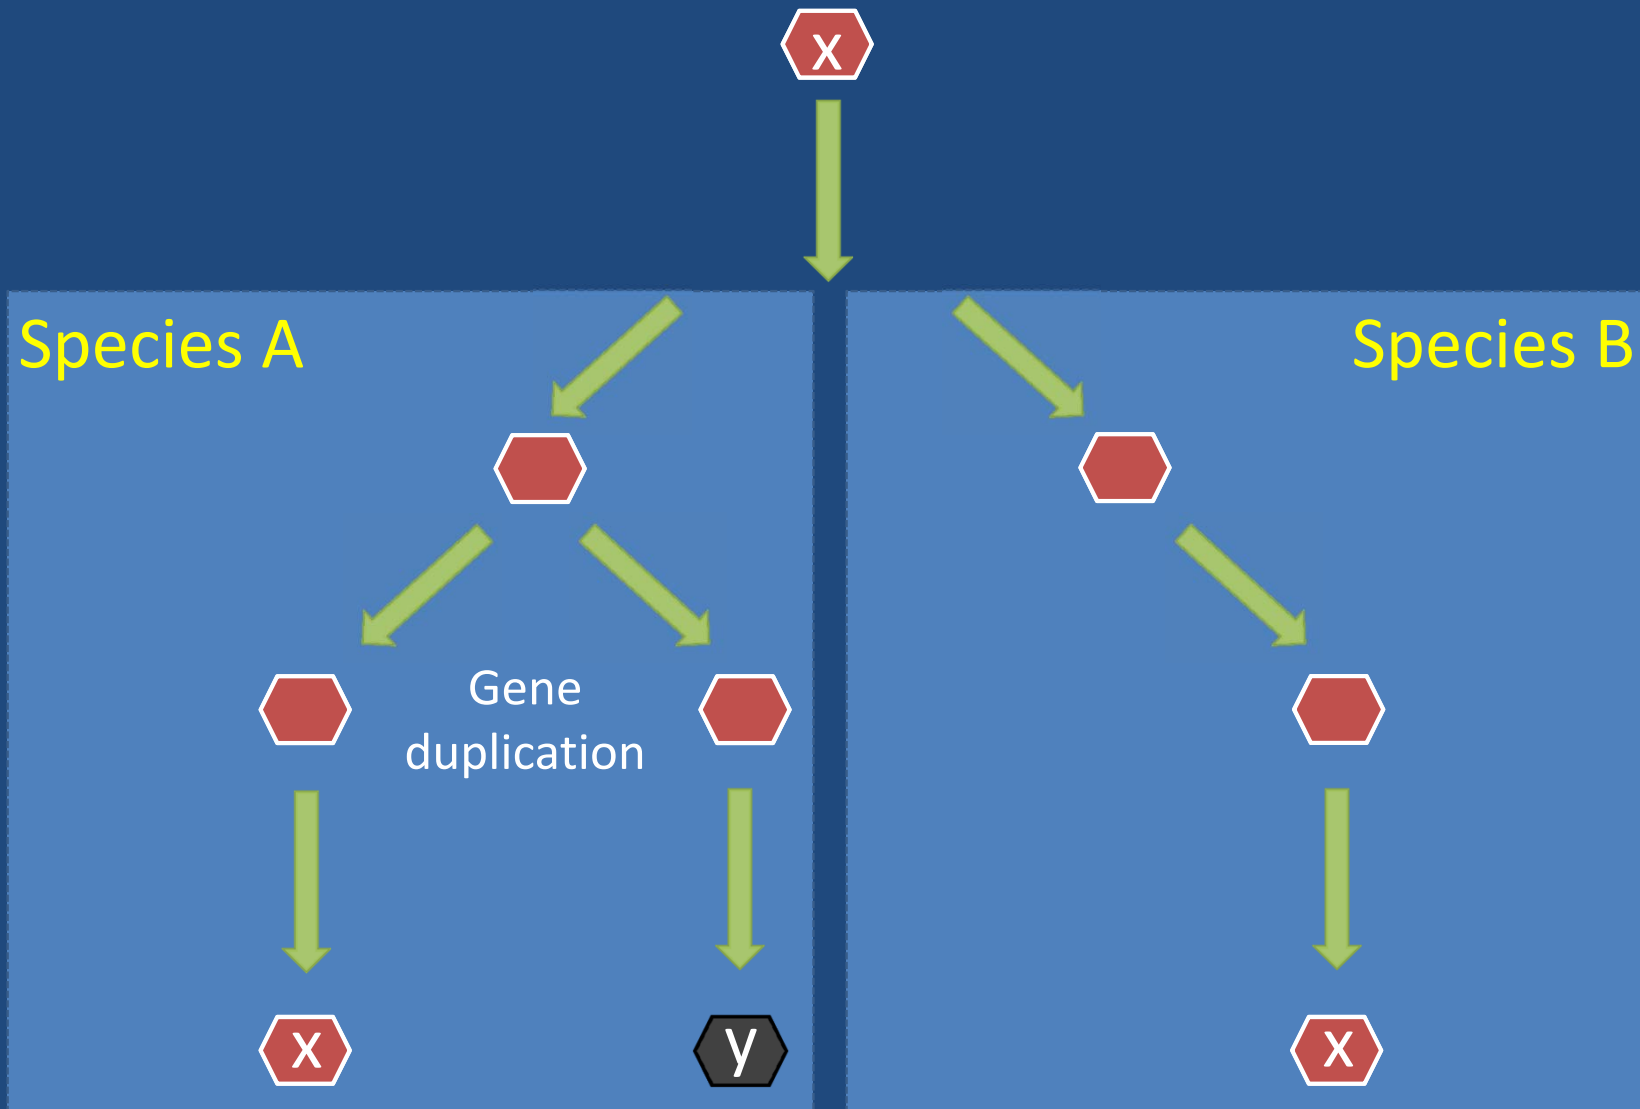 x
Species A
Species B
Gene
duplication
x
y
x